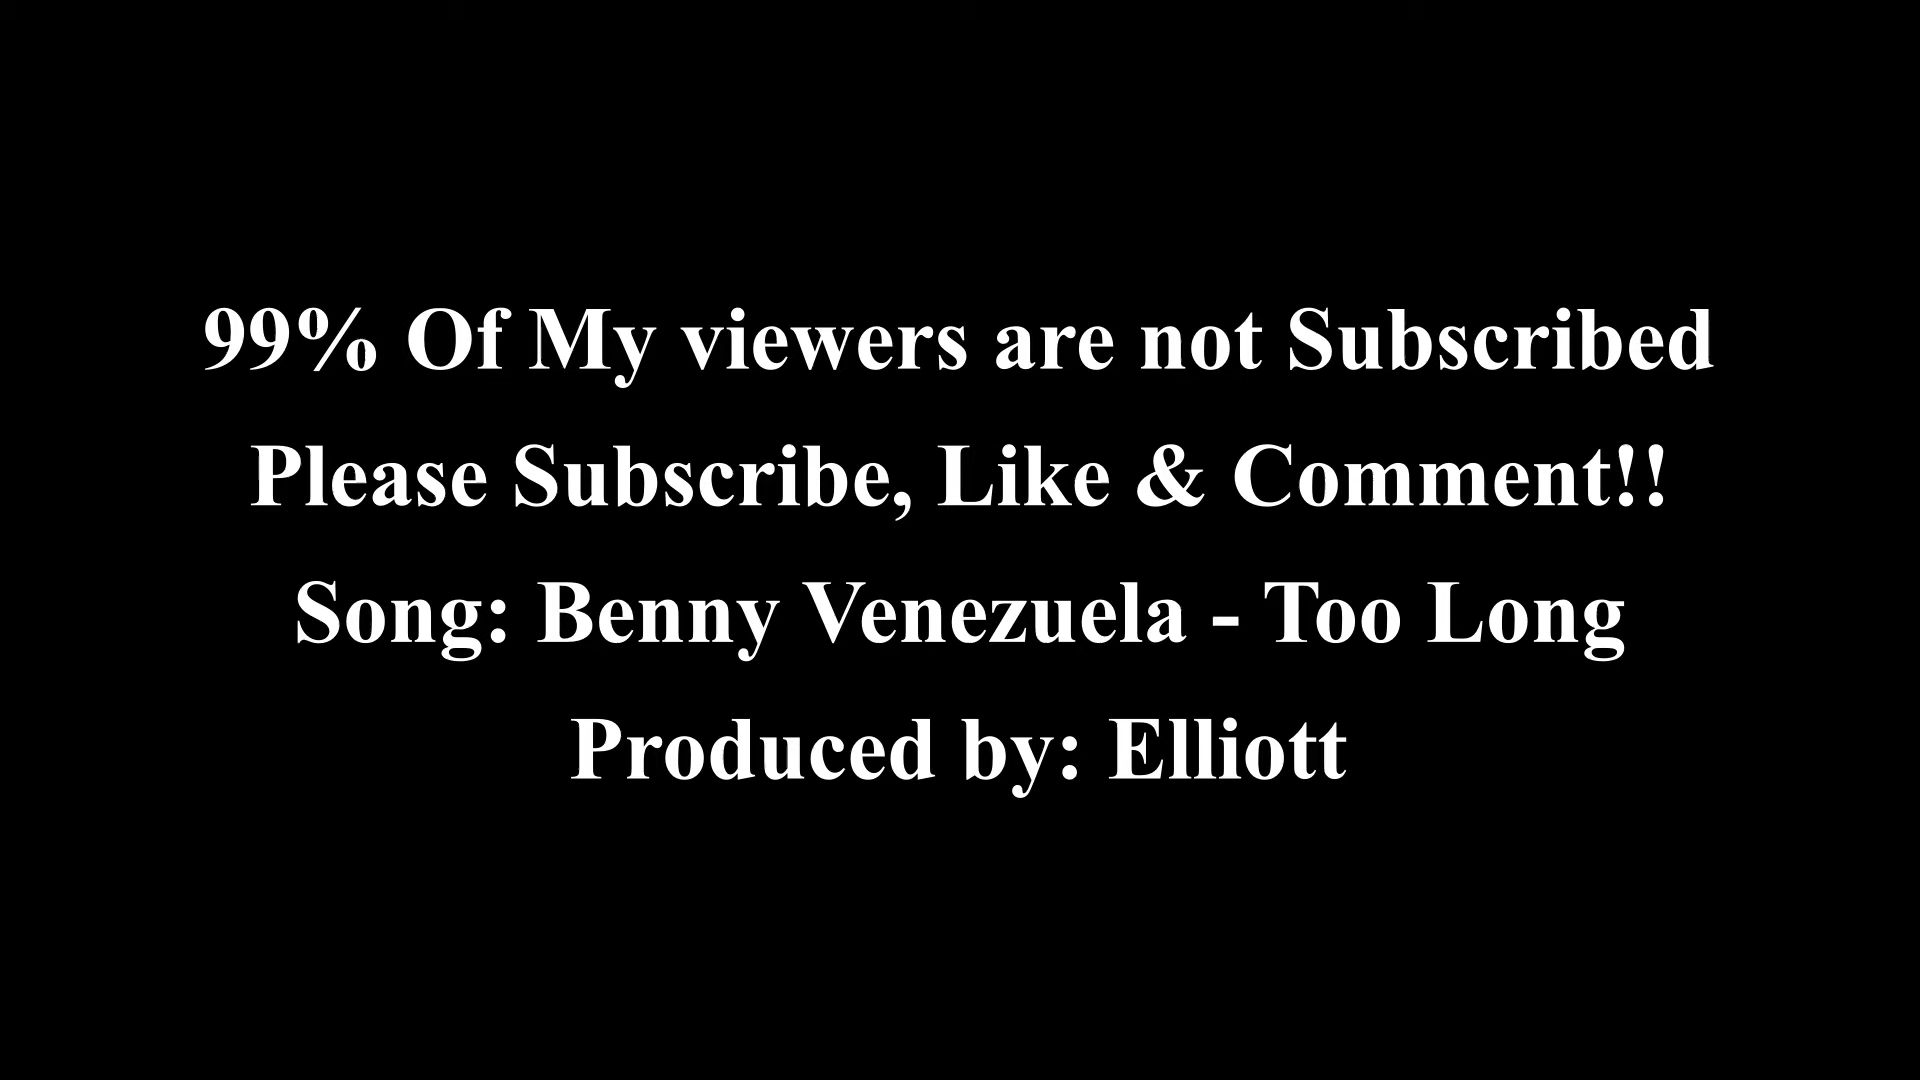 99% Of My viewers are not Subscribed
Please Subscribe, Like & Comment!!
Song: Benny Venezuela - Too Long
Produced by: Elliott